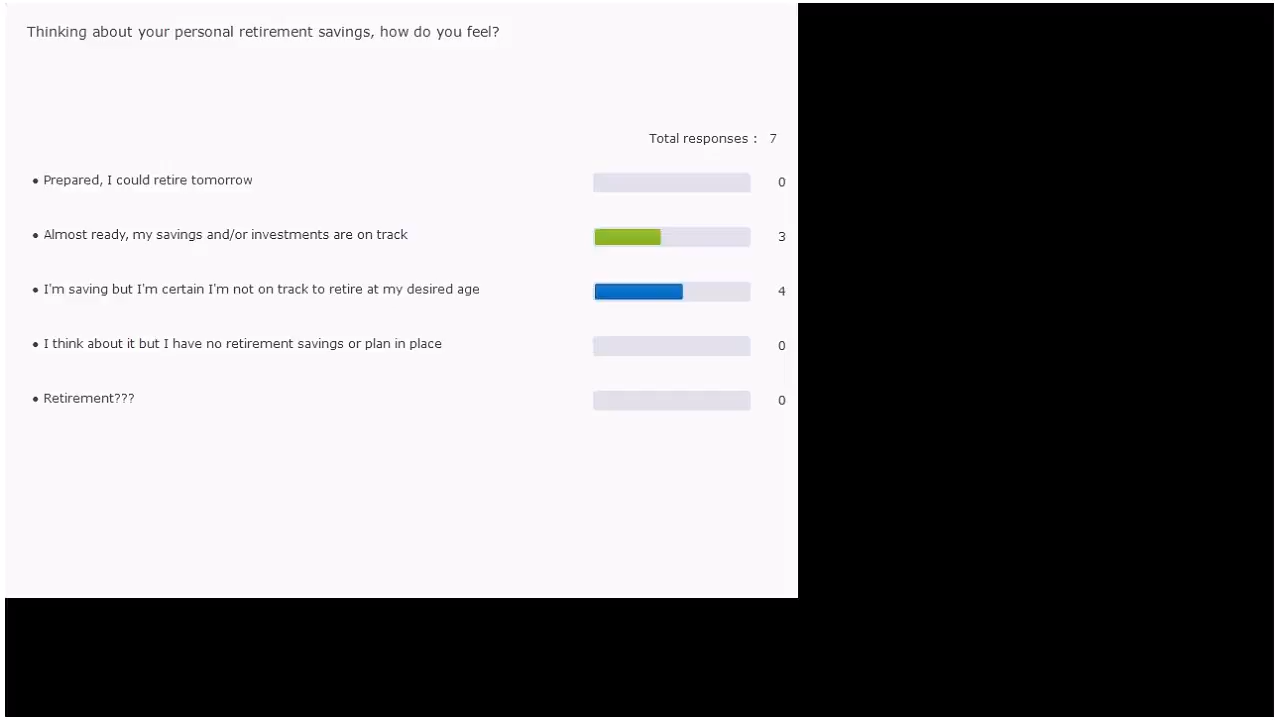 Thinking about your personal retirement savings, how do you feel?
Total responses : 7
• Prepared, I could retire tomorrow 0
• Almost ready, my savings and/or investments are on track 3
• I'm saving but I'm certain I'm not on track to retire at my desired age 4
• I think about it but I have no retirement savings or plan in place 0
• Retirement??? 0